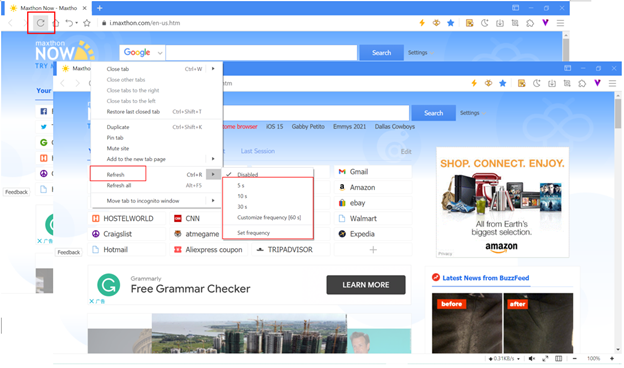 Maxthon Now - Maxtho
i.maxthon.com/en-us.htm
maxthon
NOW
TRY I
Google
Search
Settings
Your
Feedback
Maxtho
Close tab Ctrl+W
Close other tabs
Close tabs to the right
Close tabs to the left
Restore last closed tab Ctrl+Shift+T
Duplicate Ctrl+Shift+K
Pin tab
Mute site
Add to the new tab page
Refresh Ctrl+R
Refresh all Alt+F5
Move tab to incognito window
Disabled
5 s
10 s
30 s
Customize frequency [60 s]
Set frequency
htm
Search
Settings
ome browser
iOS 15
Gabby Petito
Emmys 2021
Dallas Cowboys
Last Session
Edit
Gmail
Amazon
ebay
HOSTELWORLD
CNN
Walmart
Craigslist
atmegame
Expedia
Hotmail
Aliexpress coupon
TRIPADVISOR
Feedback
SHOP. CONNECT. ENJOY.
All from Earth's
biggest selection.
amazon
Privacy
Grammarly
Free Grammar Checker
LEARN MORE
Latest News from BuzzFeed
before
after
0.31KB/s
100%